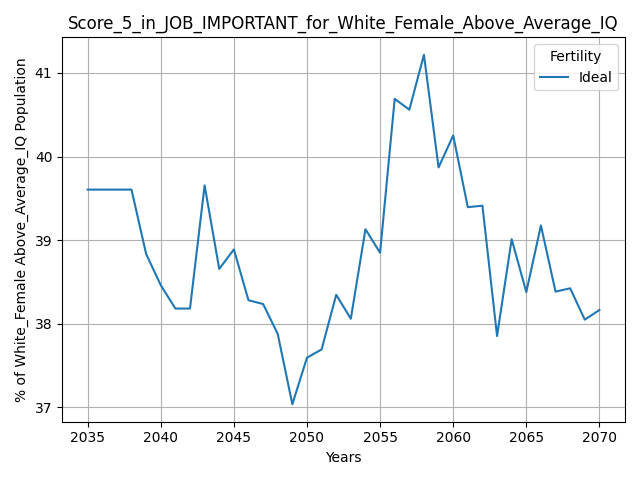 Score_5_in_JOB_IMPORTANT_for_White_Female_Above_Average_IQ
% of White_Female Above_Average_IQ Population
41
40
39
38
37
Fertility
Ideal
2035 2040 2045 2050 2055 2060 2065 2070
Years